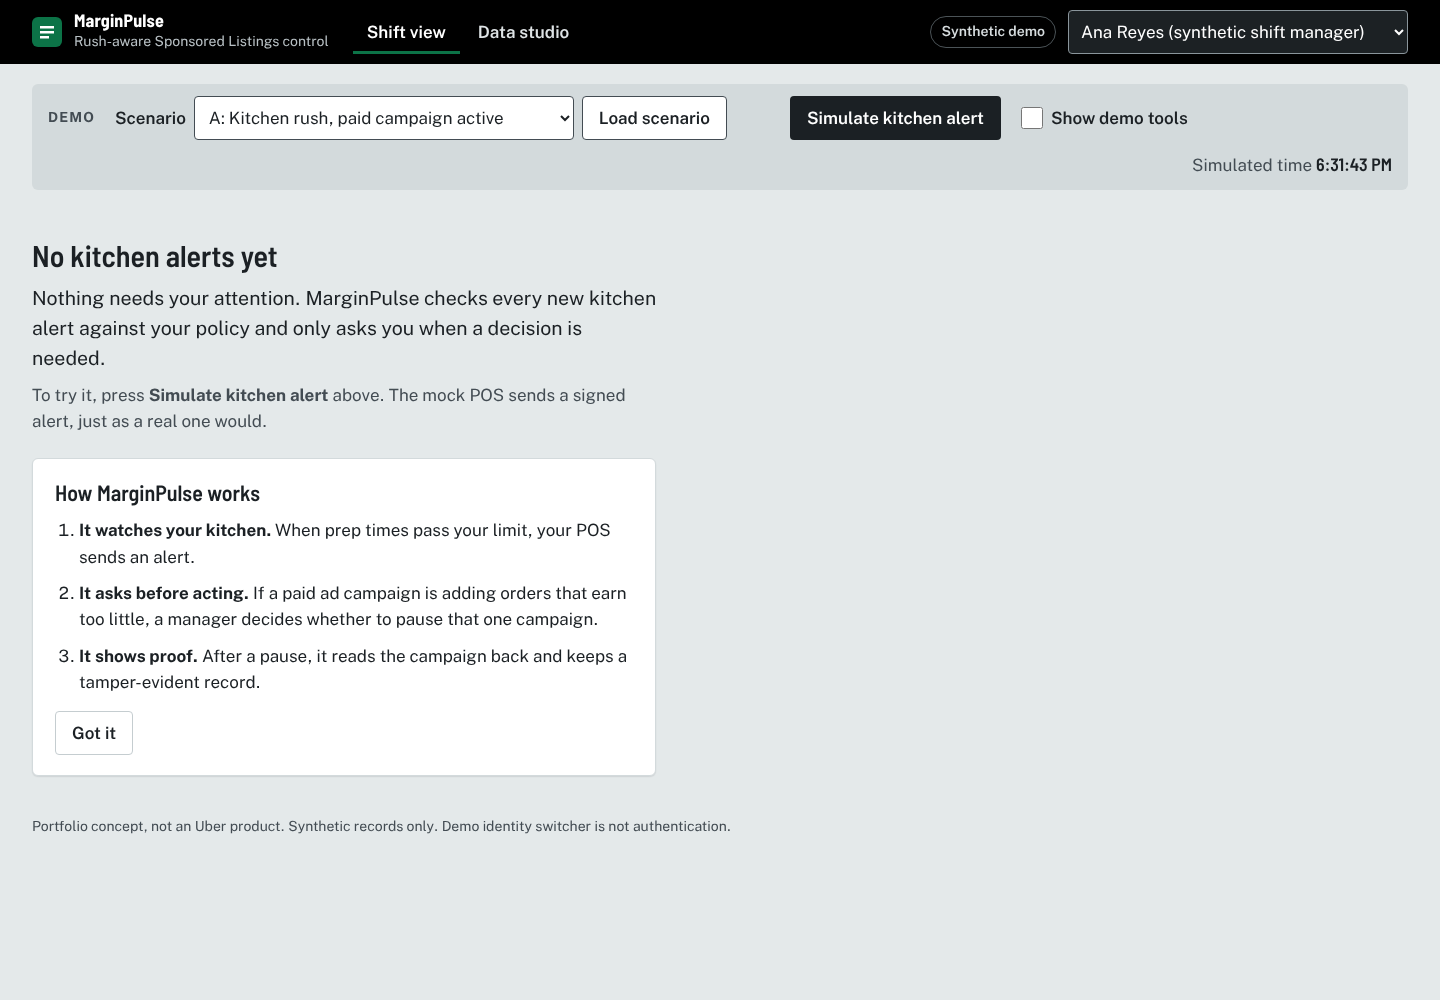 MarginPulse
Rush-aware Sponsored Listings control
Shift view
Data studio
Synthetic demo
Ana Reyes (synthetic shift manager)
DEMO
Scenario
A: Kitchen rush, paid campaign active
Load scenario
Simulate kitchen alert
Show demo tools
Simulated time 6:31:43 PM
No kitchen alerts yet
Nothing needs your attention. MarginPulse checks every new kitchen
alert against your policy and only asks you when a decision is
needed.
To try it, press Simulate kitchen alert above. The mock POS sends a signed
alert, just as a real one would.
How MarginPulse works
1. It watches your kitchen. When prep times pass your limit, your POS
sends an alert.
2. It asks before acting. If a paid ad campaign is adding orders that earn
too little, a manager decides whether to pause that one campaign.
3. It shows proof. After a pause, it reads the campaign back and keeps a
tamper-evident record.
Got it
Portfolio concept, not an Uber product. Synthetic records only. Demo identity switcher is not authentication.